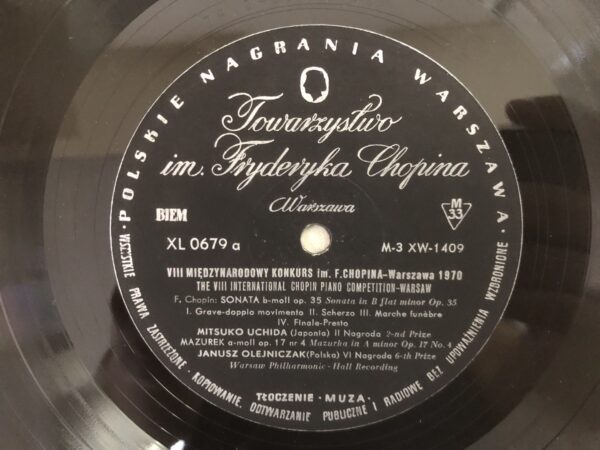 · POLSKIE NAGRANIA WARSZAWA ·
Towarzystwo
im. Fryderyka Chopina
Warszawa
BIEM
M
33
XL 0679 a
M-3 XW-1409
VIII MIĘDZYNARODOWY KONKURS im. F.CHOPINA-Warszawa 1970
THE VIII INTERNATIONAL CHOPIN PIANO COMPETITION-WARSAW
F. Chopin: SONATA b-moll op. 35 Sonata in B flat minor Op. 35
I. Grave-doppio movimento II. Scherzo III. Marche funèbre
IV. Finale-Presto
MITSUKO UCHIDA (Japonia) II Nagroda 2-nd Prize
MAZUREK a-moll op. 17 nr 4 Mazurka in A minor Op. 17 No. 4
JANUSZ OLEJNICZAK (Polska) VI Nagroda 6-th Prize
Warsaw Philharmonic - Hall Recording
TŁOCZENIE · MUZA ·
WSZYSTKIE PRAWA ZASTRZEŻONE · KOPIOWANIE, ODTWARZANIE PUBLICZNE I RADIOWE BEZ UPOWAŻNIENIA WZBRONIONE